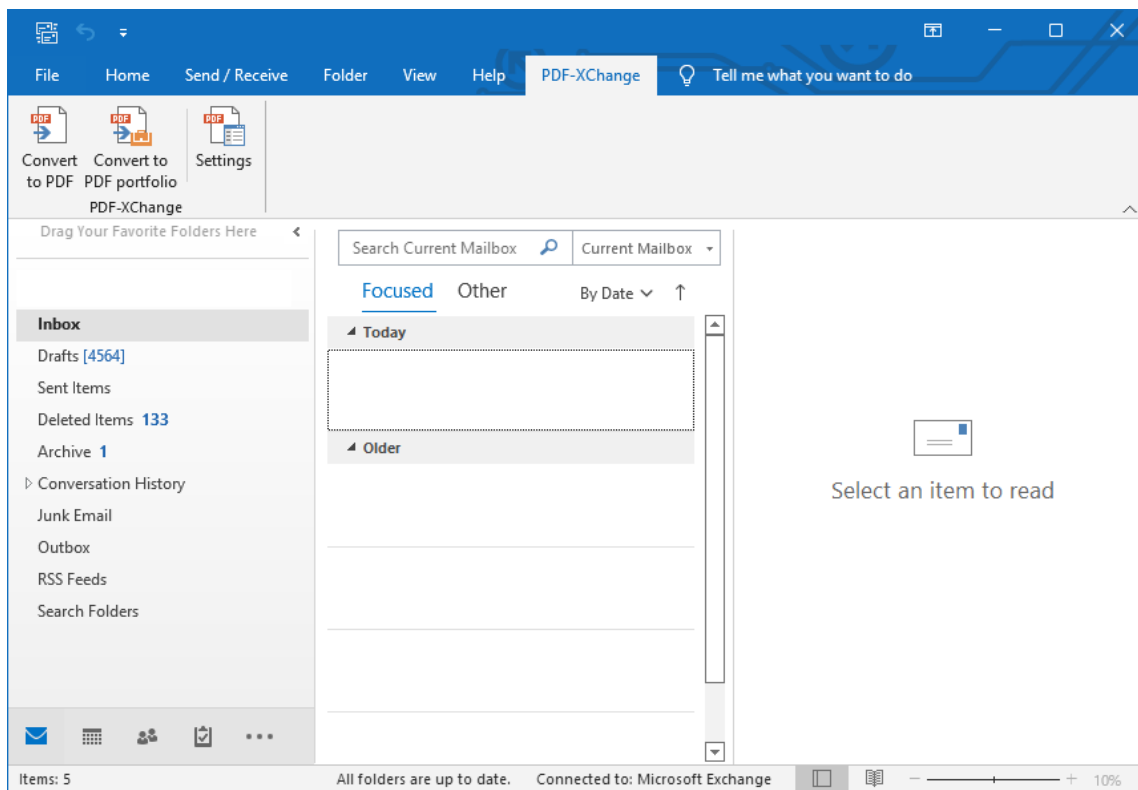 File Home Send / Receive Folder View Help PDF-XChange Tell me what you want to do
PDF PDF PDF
Convert Convert to Settings
to PDF PDF portfolio
PDF-XChange
Drag Your Favorite Folders Here
Search Current Mailbox Current Mailbox
Focused Other By Date
Inbox
Today
Drafts [4564]
Sent Items
Deleted Items 133
Archive 1
Older
Conversation History
Select an item to read
Junk Email
Outbox
RSS Feeds
Search Folders
Items: 5 All folders are up to date. Connected to: Microsoft Exchange 10%